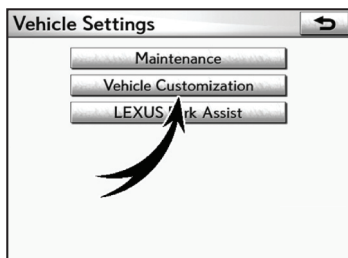 Vehicle Settings
Maintenance
Vehicle Customization
LEXUS Assist